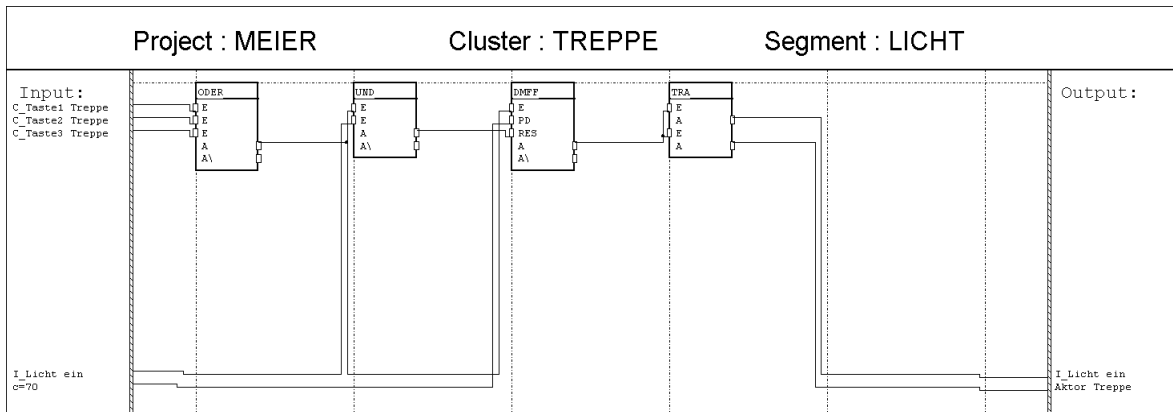 Project : MEIER Cluster : TREPPE Segment : LICHT
Input:
C_Taste1 Treppe
C_Taste2 Treppe
C_Taste3 Treppe
I_Licht ein
c=70
ODER
E
E
E
A
A\
UND
E
E
A
A\
DMFF
E
PD
RES
A
A\
TRA
E
A
E
A
Output:
I_Licht ein
Aktor Treppe